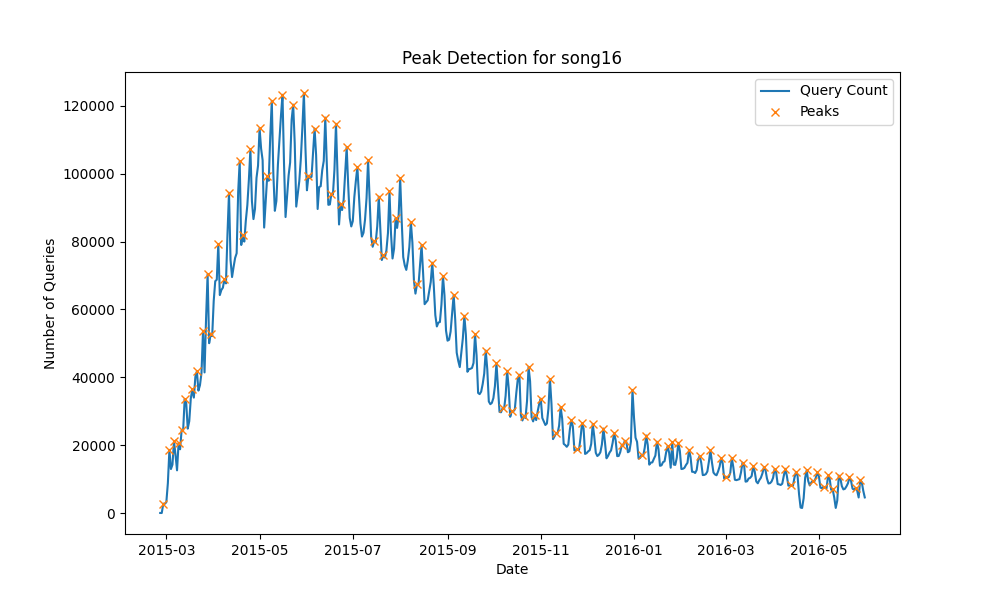 Peak Detection for song16
Query Count
Peaks
120000
100000
80000
60000
40000
20000
0
Number of Queries
2015-03 2015-05 2015-07 2015-09 2015-11 2016-01 2016-03 2016-05
Date